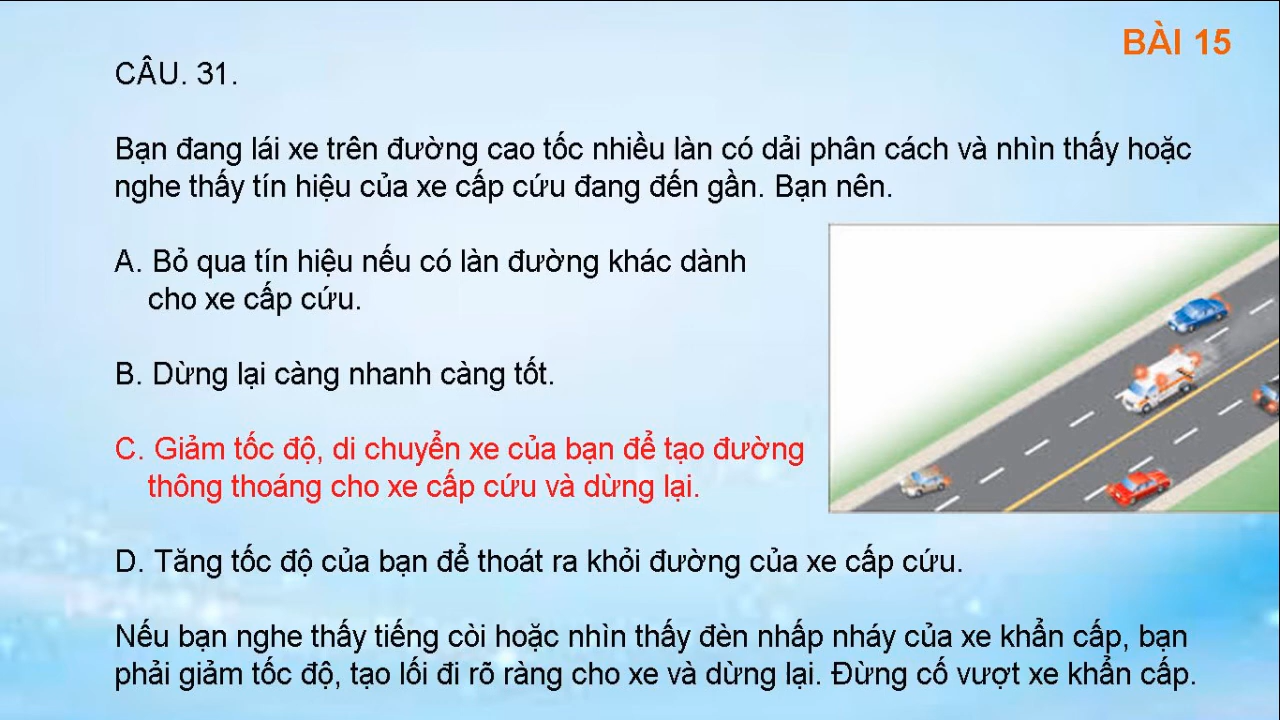 BÀI 15
CÂU. 31.
Bạn đang lái xe trên đường cao tốc nhiều làn có dải phân cách và nhìn thấy hoặc
nghe thấy tín hiệu của xe cấp cứu đang đến gần. Bạn nên.
A. Bỏ qua tín hiệu nếu có làn đường khác dành
cho xe cấp cứu.
B. Dừng lại càng nhanh càng tốt.
C. Giảm tốc độ, di chuyển xe của bạn để tạo đường
thông thoáng cho xe cấp cứu và dừng lại.
D. Tăng tốc độ của bạn để thoát ra khỏi đường của xe cấp cứu.
Nếu bạn nghe thấy tiếng còi hoặc nhìn thấy đèn nhấp nháy của xe khẩn cấp, bạn
phải giảm tốc độ, tạo lối đi rõ ràng cho xe và dừng lại. Đừng cố vượt xe khẩn cấp.